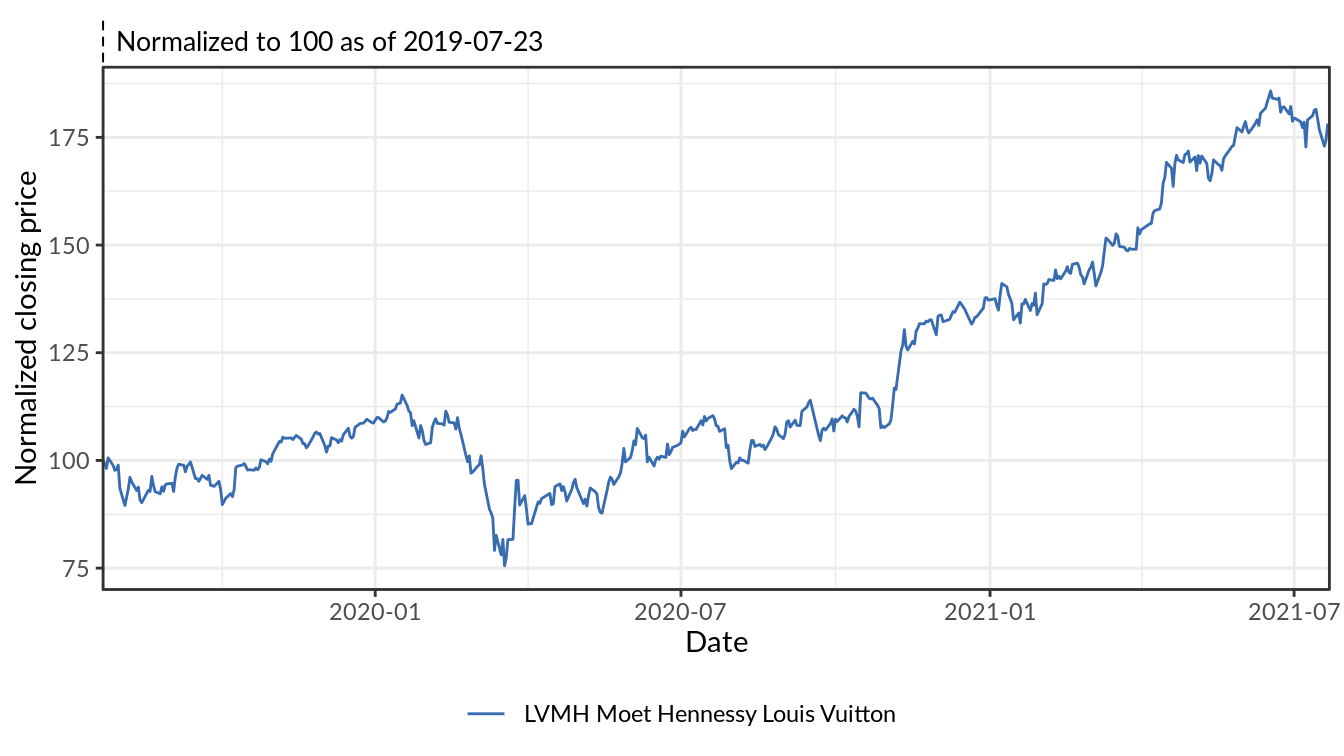 Normalized to 100 as of 2019-07-23
Normalized closing price
175
150
125
100
75
2020-01
2020-07
2021-01
2021-07
Date
LVMH Moet Hennessy Louis Vuitton